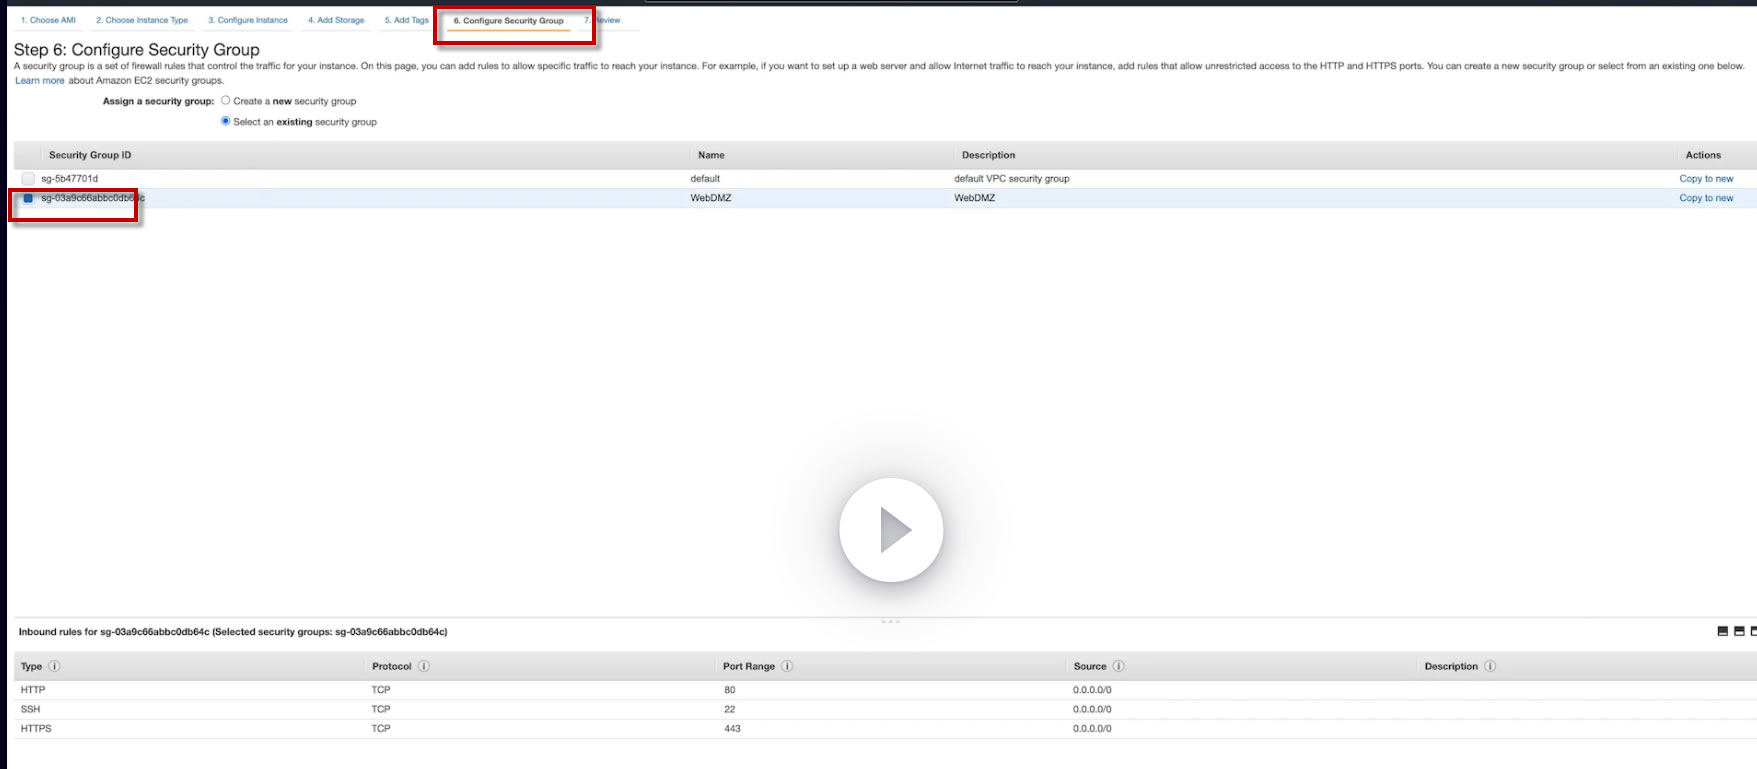 1. Choose AMI 2. Choose Instance Type 3. Configure Instance 4. Add Storage 5. Add Tags 6. Configure Security Group 7. Review
Step 6: Configure Security Group
A security group is a set of firewall rules that control the traffic for your instance. On this page, you can add rules to allow specific traffic to reach your instance. For example, if you want to set up a web server and allow Internet traffic to reach your instance, add rules that allow unrestricted access to the HTTP and HTTPS ports. You can create a new security group or select from an existing one below.
Learn more about Amazon EC2 security groups.
Assign a security group: Create a new security group
Select an existing security group
Security Group ID Name Description Actions
sg-5b47701d default default VPC security group Copy to new
sg-03a9c66abbc0db64c WebDMZ WebDMZ Copy to new
Inbound rules for sg-03a9c66abbc0db64c (Selected security groups: sg-03a9c66abbc0db64c)
Type Protocol Port Range Source Description
HTTP TCP 80 0.0.0.0/0
SSH TCP 22 0.0.0.0/0
HTTPS TCP 443 0.0.0.0/0